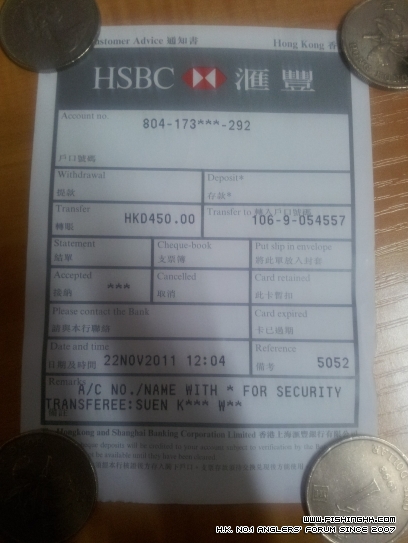 Customer Advice 通知書 Hong Kong 香
HSBC 滙豐
Account no.
804-173***-292
戶口號碼
Withdrawal Deposit*
提款 存款*
Transfer HKD450.00 Transfer to 轉入戶口號碼
轉賬 106-9-054557
Statement Cheque-book Put slip in envelope
結單 支票簿 將此單放入封套
Accepted *** Cancelled Card retained
接納 取消 此卡暫扣
Please contact the Bank Card expired
請與本行聯絡 卡已過期
Date and time Reference
日期及時間 22NOV2011 12:04 備考 5052
Remarks A/C NO./NAME WITH * FOR SECURITY
TRANSFEREE:SUEN K*** W**
Hongkong and Shanghai Banking Corporation Limited 香港上海滙豐銀行有限公司
WWW.FISHINGHK.COM
H.K. NO.1 ANGLERS' FORUM SINCE 2007